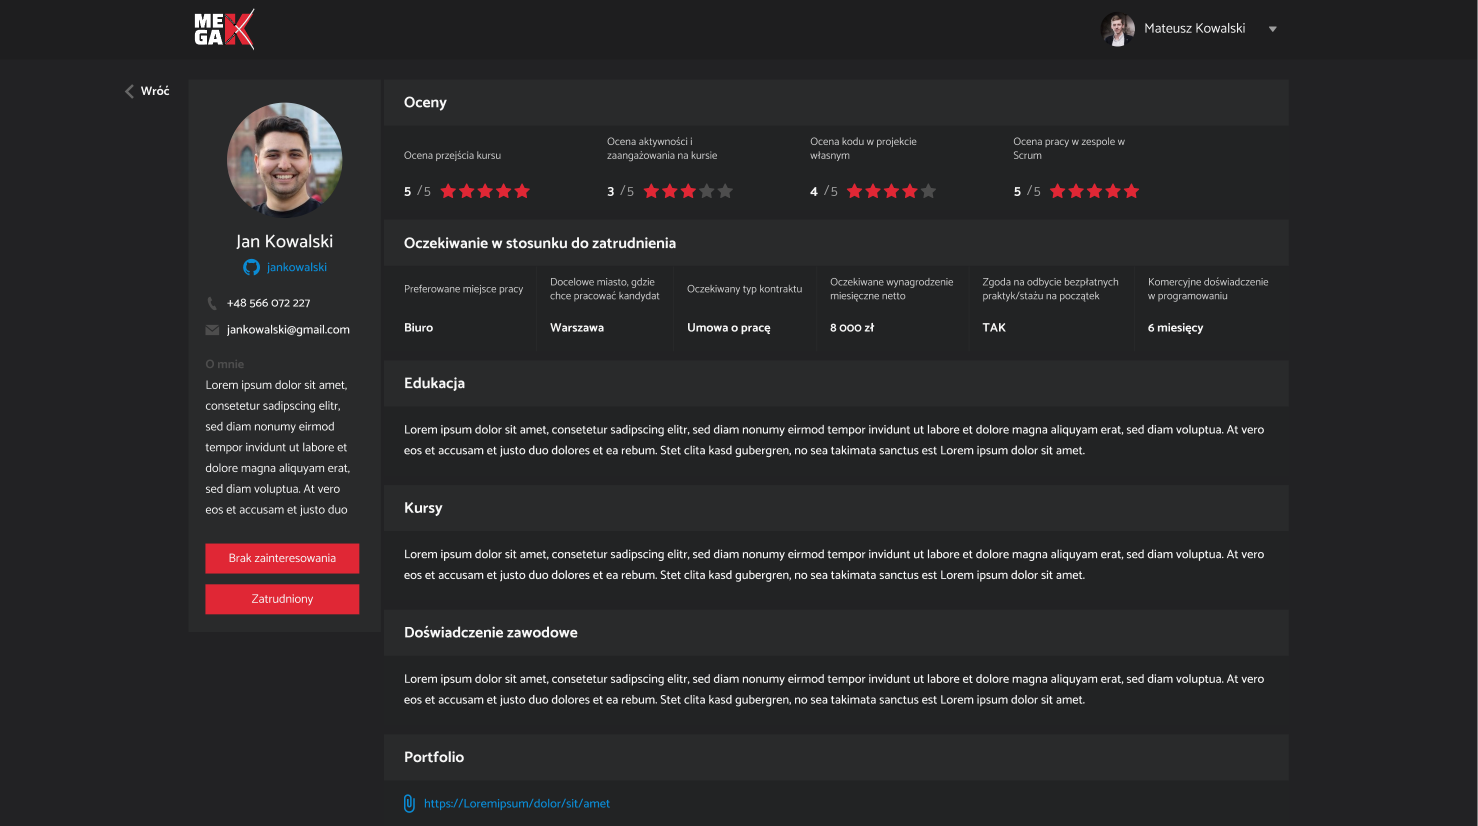 ME
GA K
Mateusz Kowalski
Wróć
Jan Kowalski
jankowalski
+48 566 072 227
jankowalski@gmail.com
O mnie
Lorem ipsum dolor sit amet,
consetetur sadipscing elitr,
sed diam nonumy eirmod
tempor invidunt ut labore et
dolore magna aliquyam erat,
sed diam voluptua. At vero
eos et accusam et justo duo
Brak zainteresowania
Zatrudniony
Oceny
Ocena przejścia kursu
5 /5
Ocena aktywności i
zaangażowania na kursie
3 /5
Ocena kodu w projekcie
własnym
4 /5
Ocena pracy w zespole w
Scrum
5 /5
Oczekiwanie w stosunku do zatrudnienia
Preferowane miejsce pracy
Biuro
Docelowe miasto, gdzie
chce pracować kandydat
Warszawa
Oczekiwany typ kontraktu
Umowa o pracę
Oczekiwane wynagrodzenie
miesięczne netto
8 000 zł
Zgoda na odbycie bezpłatnych
praktyk/stażu na początek
TAK
Komercyjne doświadczenie
w programowaniu
6 miesięcy
Edukacja
Lorem ipsum dolor sit amet, consetetur sadipscing elitr, sed diam nonumy eirmod tempor invidunt ut labore et dolore magna aliquyam erat, sed diam voluptua. At vero
eos et accusam et justo duo dolores et ea rebum. Stet clita kasd gubergren, no sea takimata sanctus est Lorem ipsum dolor sit amet.
Kursy
Lorem ipsum dolor sit amet, consetetur sadipscing elitr, sed diam nonumy eirmod tempor invidunt ut labore et dolore magna aliquyam erat, sed diam voluptua. At vero
eos et accusam et justo duo dolores et ea rebum. Stet clita kasd gubergren, no sea takimata sanctus est Lorem ipsum dolor sit amet.
Doświadczenie zawodowe
Lorem ipsum dolor sit amet, consetetur sadipscing elitr, sed diam nonumy eirmod tempor invidunt ut labore et dolore magna aliquyam erat, sed diam voluptua. At vero
eos et accusam et justo duo dolores et ea rebum. Stet clita kasd gubergren, no sea takimata sanctus est Lorem ipsum dolor sit amet.
Portfolio
https://Loremipsum/dolor/sit/amet